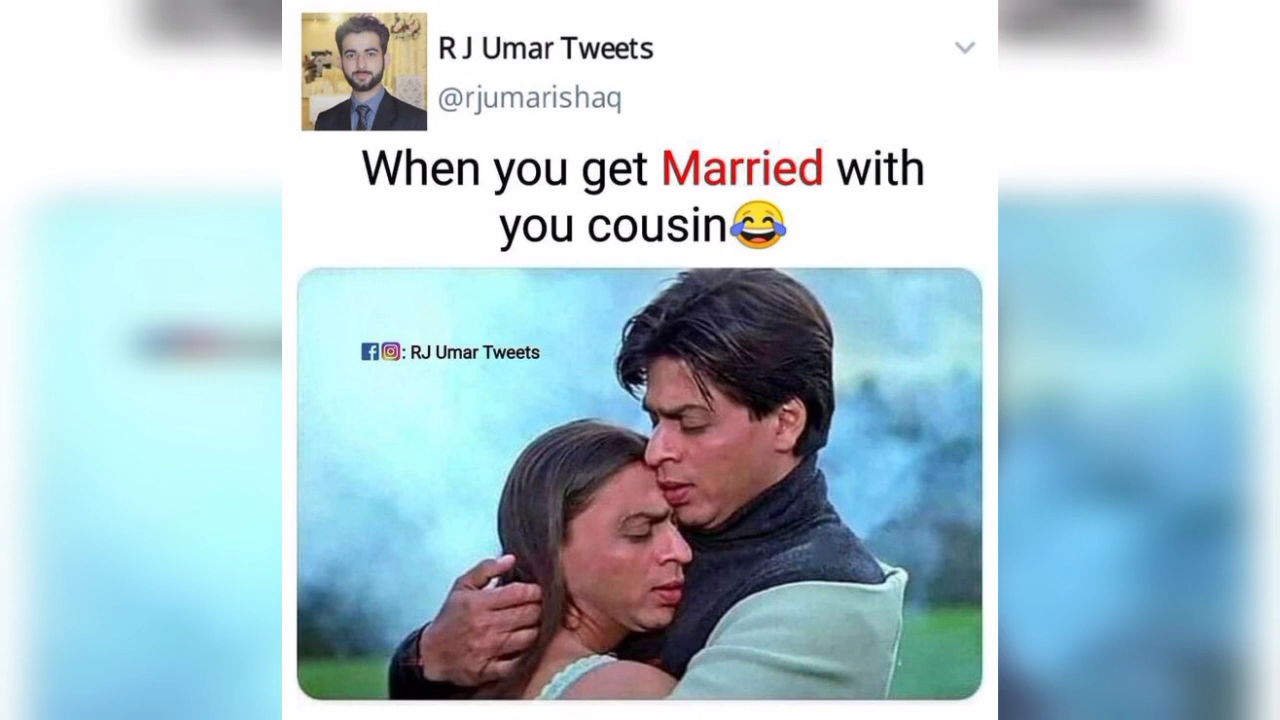 R J Umar Tweets
@rjumarishaq
When you get Married with
you cousin😂
: RJ Umar Tweets